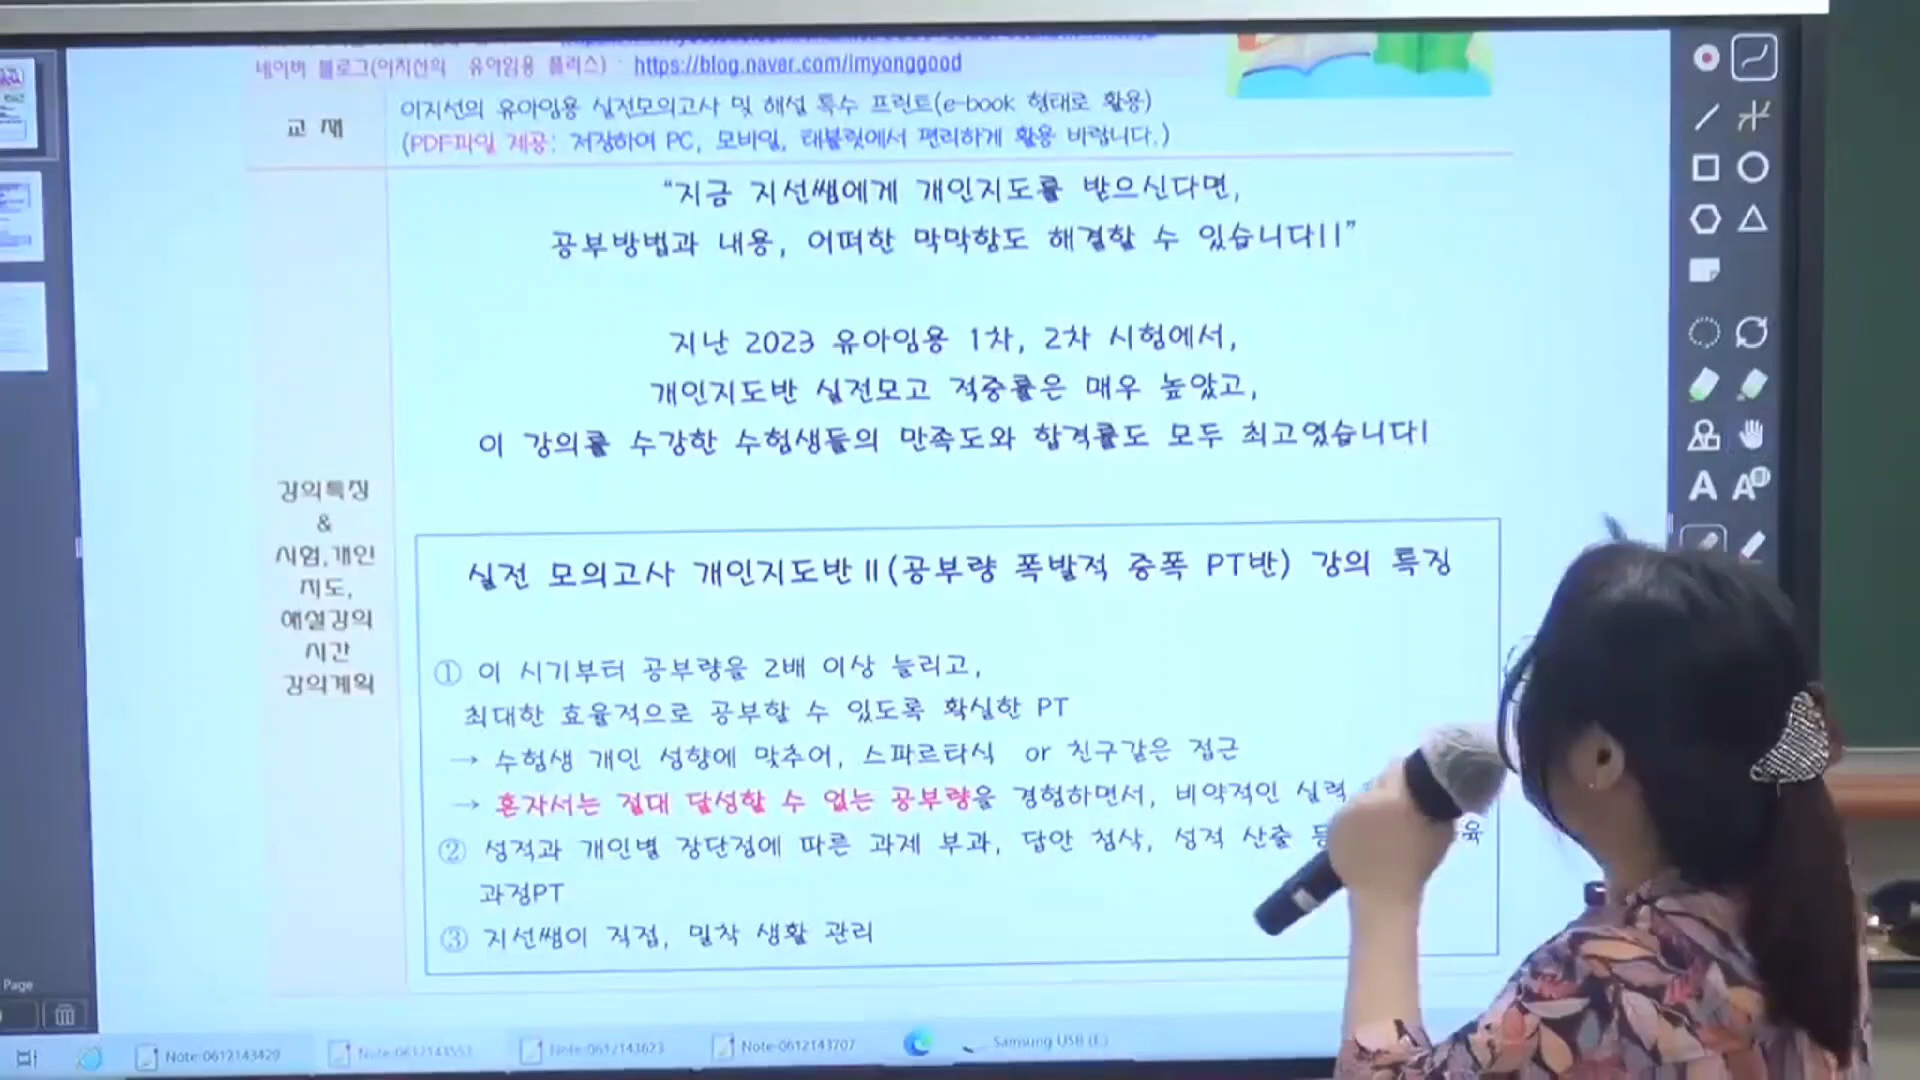 네이버 블로그(이지선의 유아임용 플러스) : https://blog.naver.com/imyonggood
교 재
이지선의 유아임용 실전모의고사 및 해설 특수 프린트(e-book 형태로 활용)
(PDF파일 제공: 저장하여 PC, 모바일, 태블릿에서 편리하게 활용 바랍니다.)
“지금 지선쌤에게 개인지도를 받으신다면,
공부방법과 내용, 어떠한 막막함도 해결할 수 있습니다!!”
지난 2023 유아임용 1차, 2차 시험에서,
개인지도반 실전모고 적중률은 매우 높았고,
이 강의를 수강한 수험생들의 만족도와 합격률도 모두 최고였습니다!
강의특징
&
시험,개인
지도,
해설강의
시간
강의계획
실전 모의고사 개인지도반Ⅱ(공부량 폭발적 증폭 PT반) 강의 특징
① 이 시기부터 공부량을 2배 이상 늘리고,
최대한 효율적으로 공부할 수 있도록 확실한 PT
→ 수험생 개인 성향에 맞추어, 스파르타식 or 친구같은 접근
→ 혼자서는 절대 달성할 수 없는 공부량을 경험하면서, 비약적인 실력
② 성적과 개인별 장단점에 따른 과제 부과, 답안 첨삭, 성적 산출 등
과정PT
③ 지선쌤이 직접, 밀착 생활 관리
Page
Note-0612143429
Note-0612143553
Note-0612143623
Note-0612143707
Samsung USB (E:)